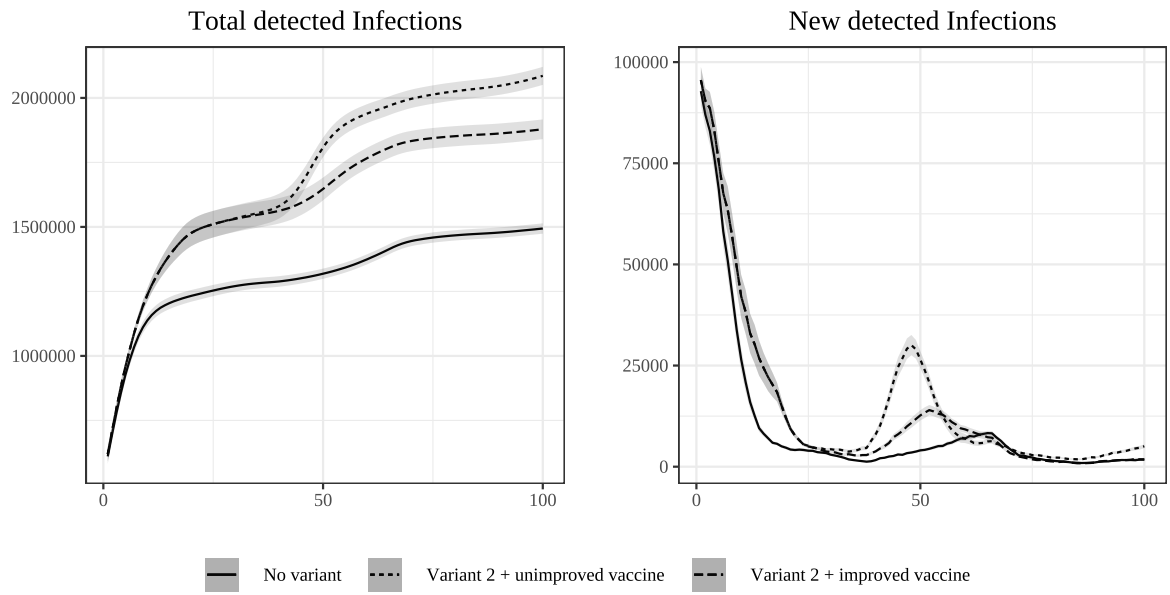 Total detected Infections
2000000
1500000
1000000
0 50 100
New detected Infections
100000
75000
50000
25000
0
0 50 100
No variant Variant 2 + unimproved vaccine Variant 2 + improved vaccine